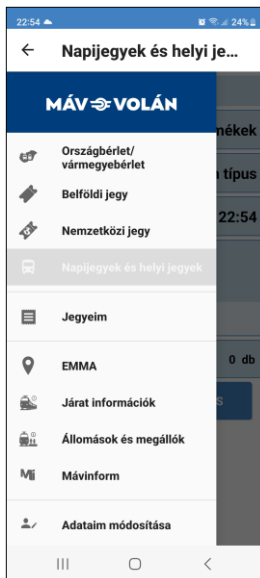 22:54 24%
Napijegyek és helyi je...
MÁV VOLÁN
nékek
Országbérlet/
vármegyebérlet
típus
Belföldi jegy
22:54
Nemzetközi jegy
Napijegyek és helyi jegyek
Jegyeim
EMMA
0 db
Járat információk
S
Állomások és megállók
Mávinform
Adataim módosítása